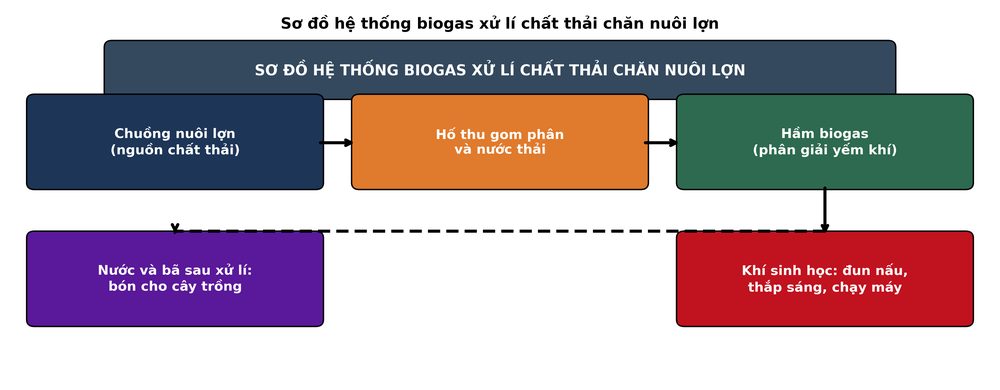 Sơ đồ hệ thống biogas xử lí chất thải chăn nuôi lợn
SƠ ĐỒ HỆ THỐNG BIOGAS XỬ LÍ CHẤT THẢI CHĂN NUÔI LỢN
Chuồng nuôi lợn
(nguồn chất thải)
Hố thu gom phân
và nước thải
Hầm biogas
(phân giải yếm khí)
Nước và bã sau xử lí:
bón cho cây trồng
Khí sinh học: đun nấu,
thắp sáng, chạy máy